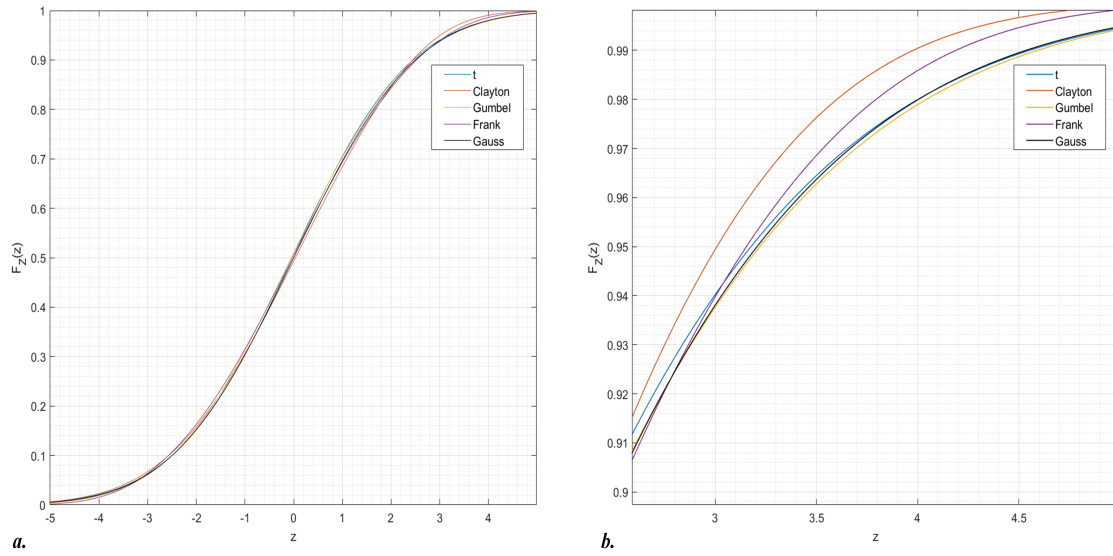 1
0.9
0.8
0.7
0.6
0.5
0.4
0.3
0.2
0.1
0
F_Z(z)
-5 -4 -3 -2 -1 0 1 2 3 4
z
t
Clayton
Gumbel
Frank
Gauss
a.
0.99
0.98
0.97
0.96
0.95
0.94
0.93
0.92
0.91
0.9
F_Z(z)
3 3.5 4 4.5
z
t
Clayton
Gumbel
Frank
Gauss
b.